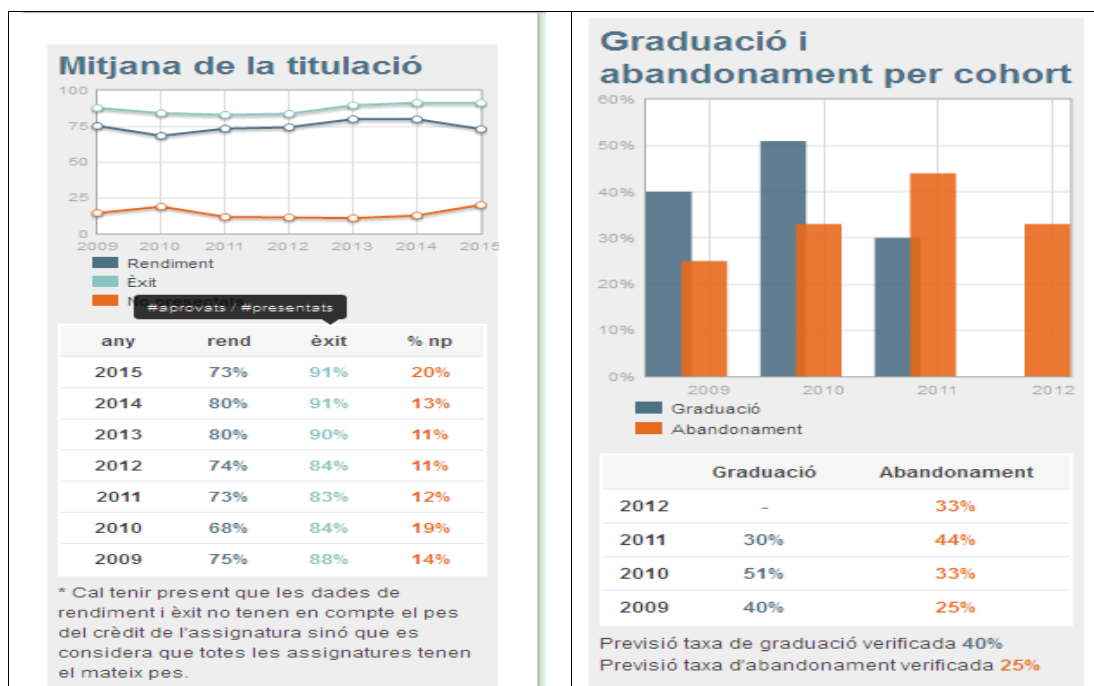 Mitjana de la titulació
100
75
50
25
0
2009 2010 2011 2012 2013 2014 2015
Rendiment
Èxit
No presentats
#aprovats / #presentats
any rend èxit % np
2015 73% 91% 20%
2014 80% 91% 13%
2013 80% 90% 11%
2012 74% 84% 11%
2011 73% 83% 12%
2010 68% 84% 19%
2009 75% 88% 14%
* Cal tenir present que les dades de
rendiment i èxit no tenen en compte el pes
del crèdit de l'assignatura sinó que es
considera que totes les assignatures tenen
el mateix pes.
Graduació i
abandonament per cohort
60%
50%
40%
30%
20%
10%
0%
2009 2010 2011 2012
Graduació
Abandonament
Graduació Abandonament
2012 - 33%
2011 30% 44%
2010 51% 33%
2009 40% 25%
Previsió taxa de graduació verificada 40%
Previsió taxa d'abandonament verificada 25%